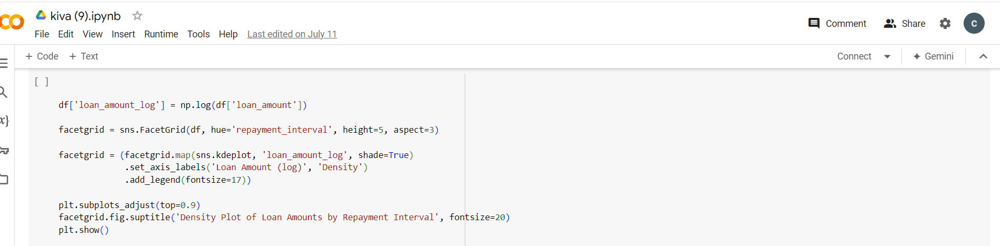 kiva (9).ipynb
Comment
Share
C
File Edit View Insert Runtime Tools Help Last edited on July 11
+ Code + Text
Connect
Gemini
[ ]
{x}
df['loan_amount_log'] = np.log(df['loan_amount'])
facetgrid = sns.FacetGrid(df, hue='repayment_interval', height=5, aspect=3)
facetgrid = (facetgrid.map(sns.kdeplot, 'loan_amount_log', shade=True)
.set_axis_labels('Loan Amount (log)', 'Density')
.add_legend(fontsize=17))
plt.subplots_adjust(top=0.9)
facetgrid.fig.suptitle('Density Plot of Loan Amounts by Repayment Interval', fontsize=20)
plt.show()